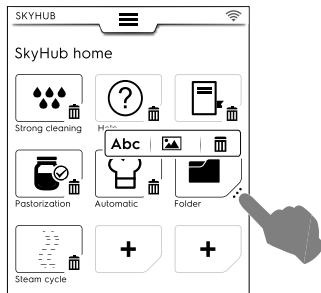 SKYHUB
SkyHub home
Strong cleaning
Help
Abc
Pastorization Automatic Folder
Steam cycle